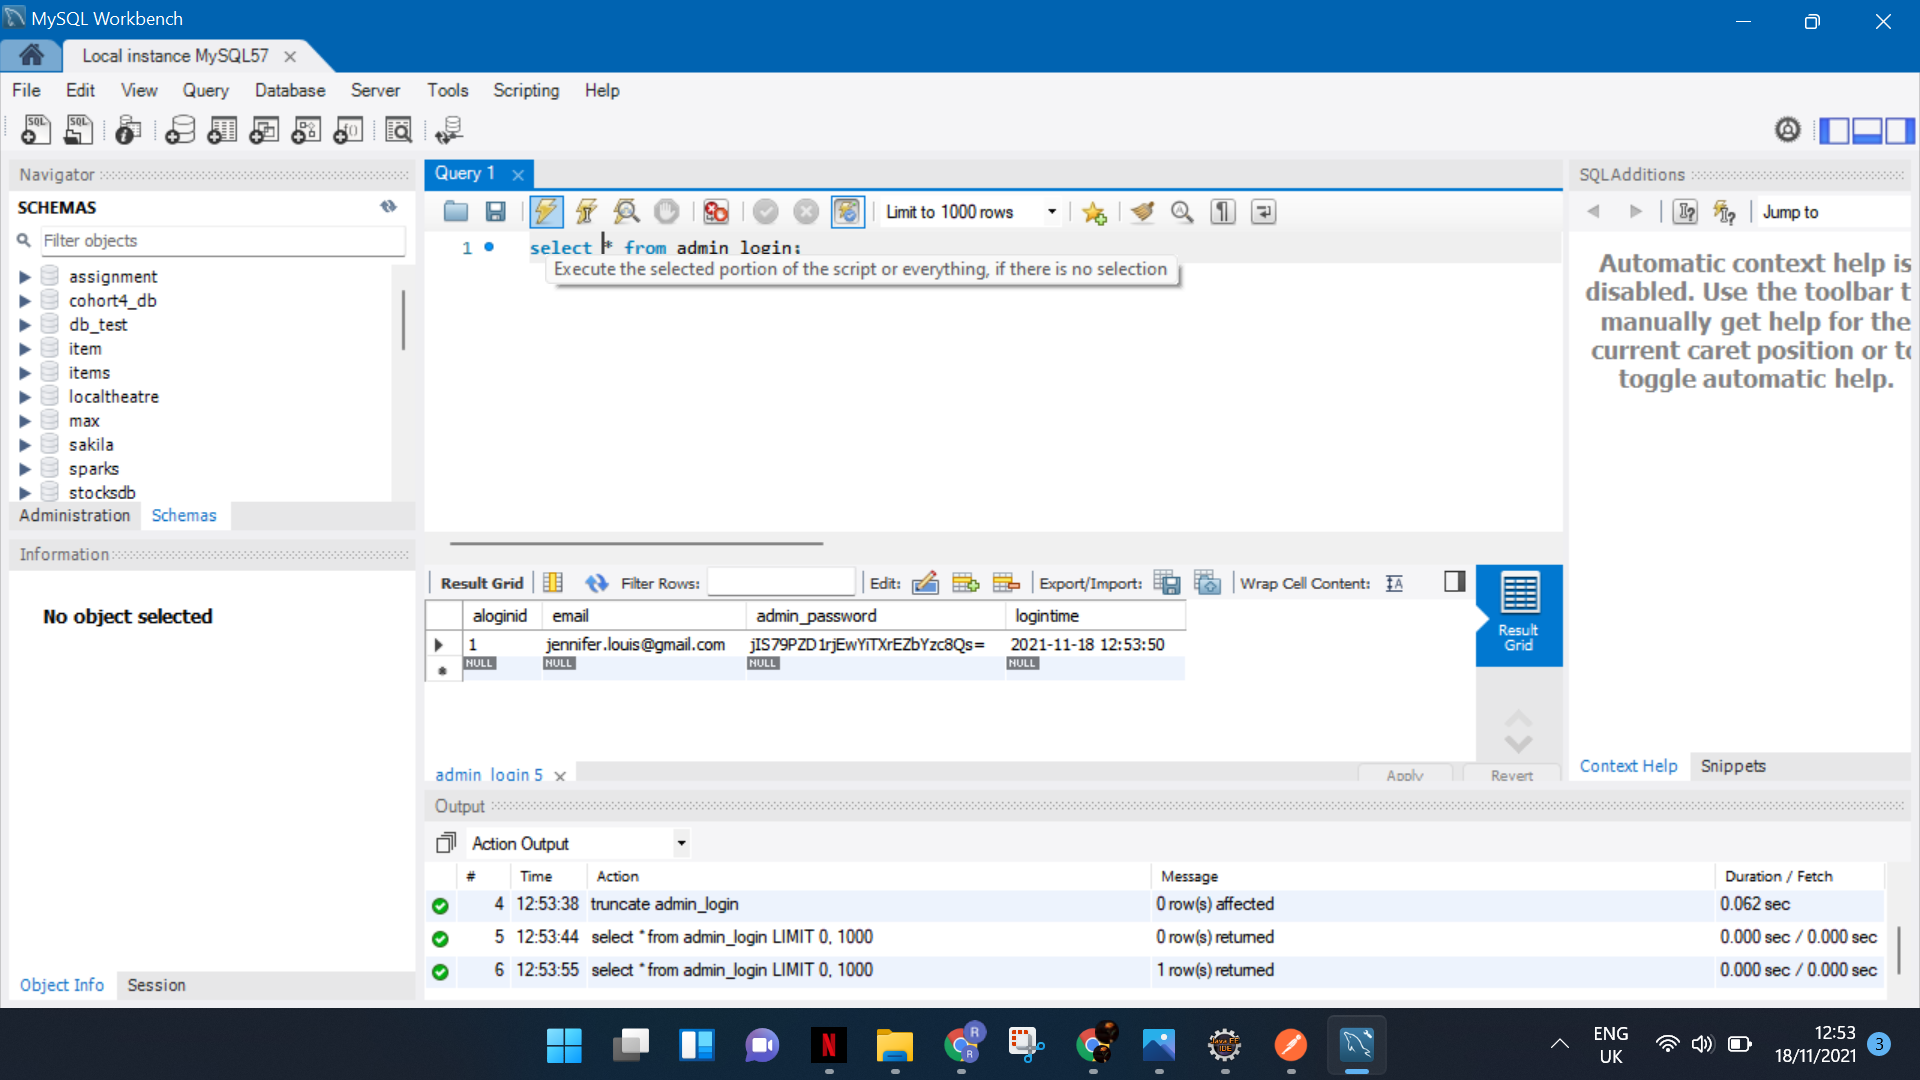 MySQL Workbench
Local instance MySQL57
File Edit View Query Database Server Tools Scripting Help
Navigator
SCHEMAS
Filter objects
assignment
cohort4_db
db_test
item
items
localtheatre
max
sakila
sparks
stocksdb
Administration Schemas
Information
No object selected
Object Info Session
Query 1
Limit to 1000 rows
1 select * from admin_login;
Execute the selected portion of the script or everything, if there is no selection
Result Grid Filter Rows: Edit: Export/Import: Wrap Cell Content:
aloginid email admin_password logintime
1 jennifer.louis@gmail.com jIS79PZD1rjEwYiTXrEZbYzc8Qs= 2021-11-18 12:53:50
NULL NULL NULL NULL
Result
Grid
admin_login 5 Apply Revert
SQLAdditions
Jump to
Automatic context help is
disabled. Use the toolbar t
manually get help for the
current caret position or to
toggle automatic help.
Context Help Snippets
Output
Action Output
# Time Action Message Duration / Fetch
4 12:53:38 truncate admin_login 0 row(s) affected 0.062 sec
5 12:53:44 select * from admin_login LIMIT 0, 1000 0 row(s) returned 0.000 sec / 0.000 sec
6 12:53:55 select * from admin_login LIMIT 0, 1000 1 row(s) returned 0.000 sec / 0.000 sec
ENG
UK
12:53
18/11/2021
3